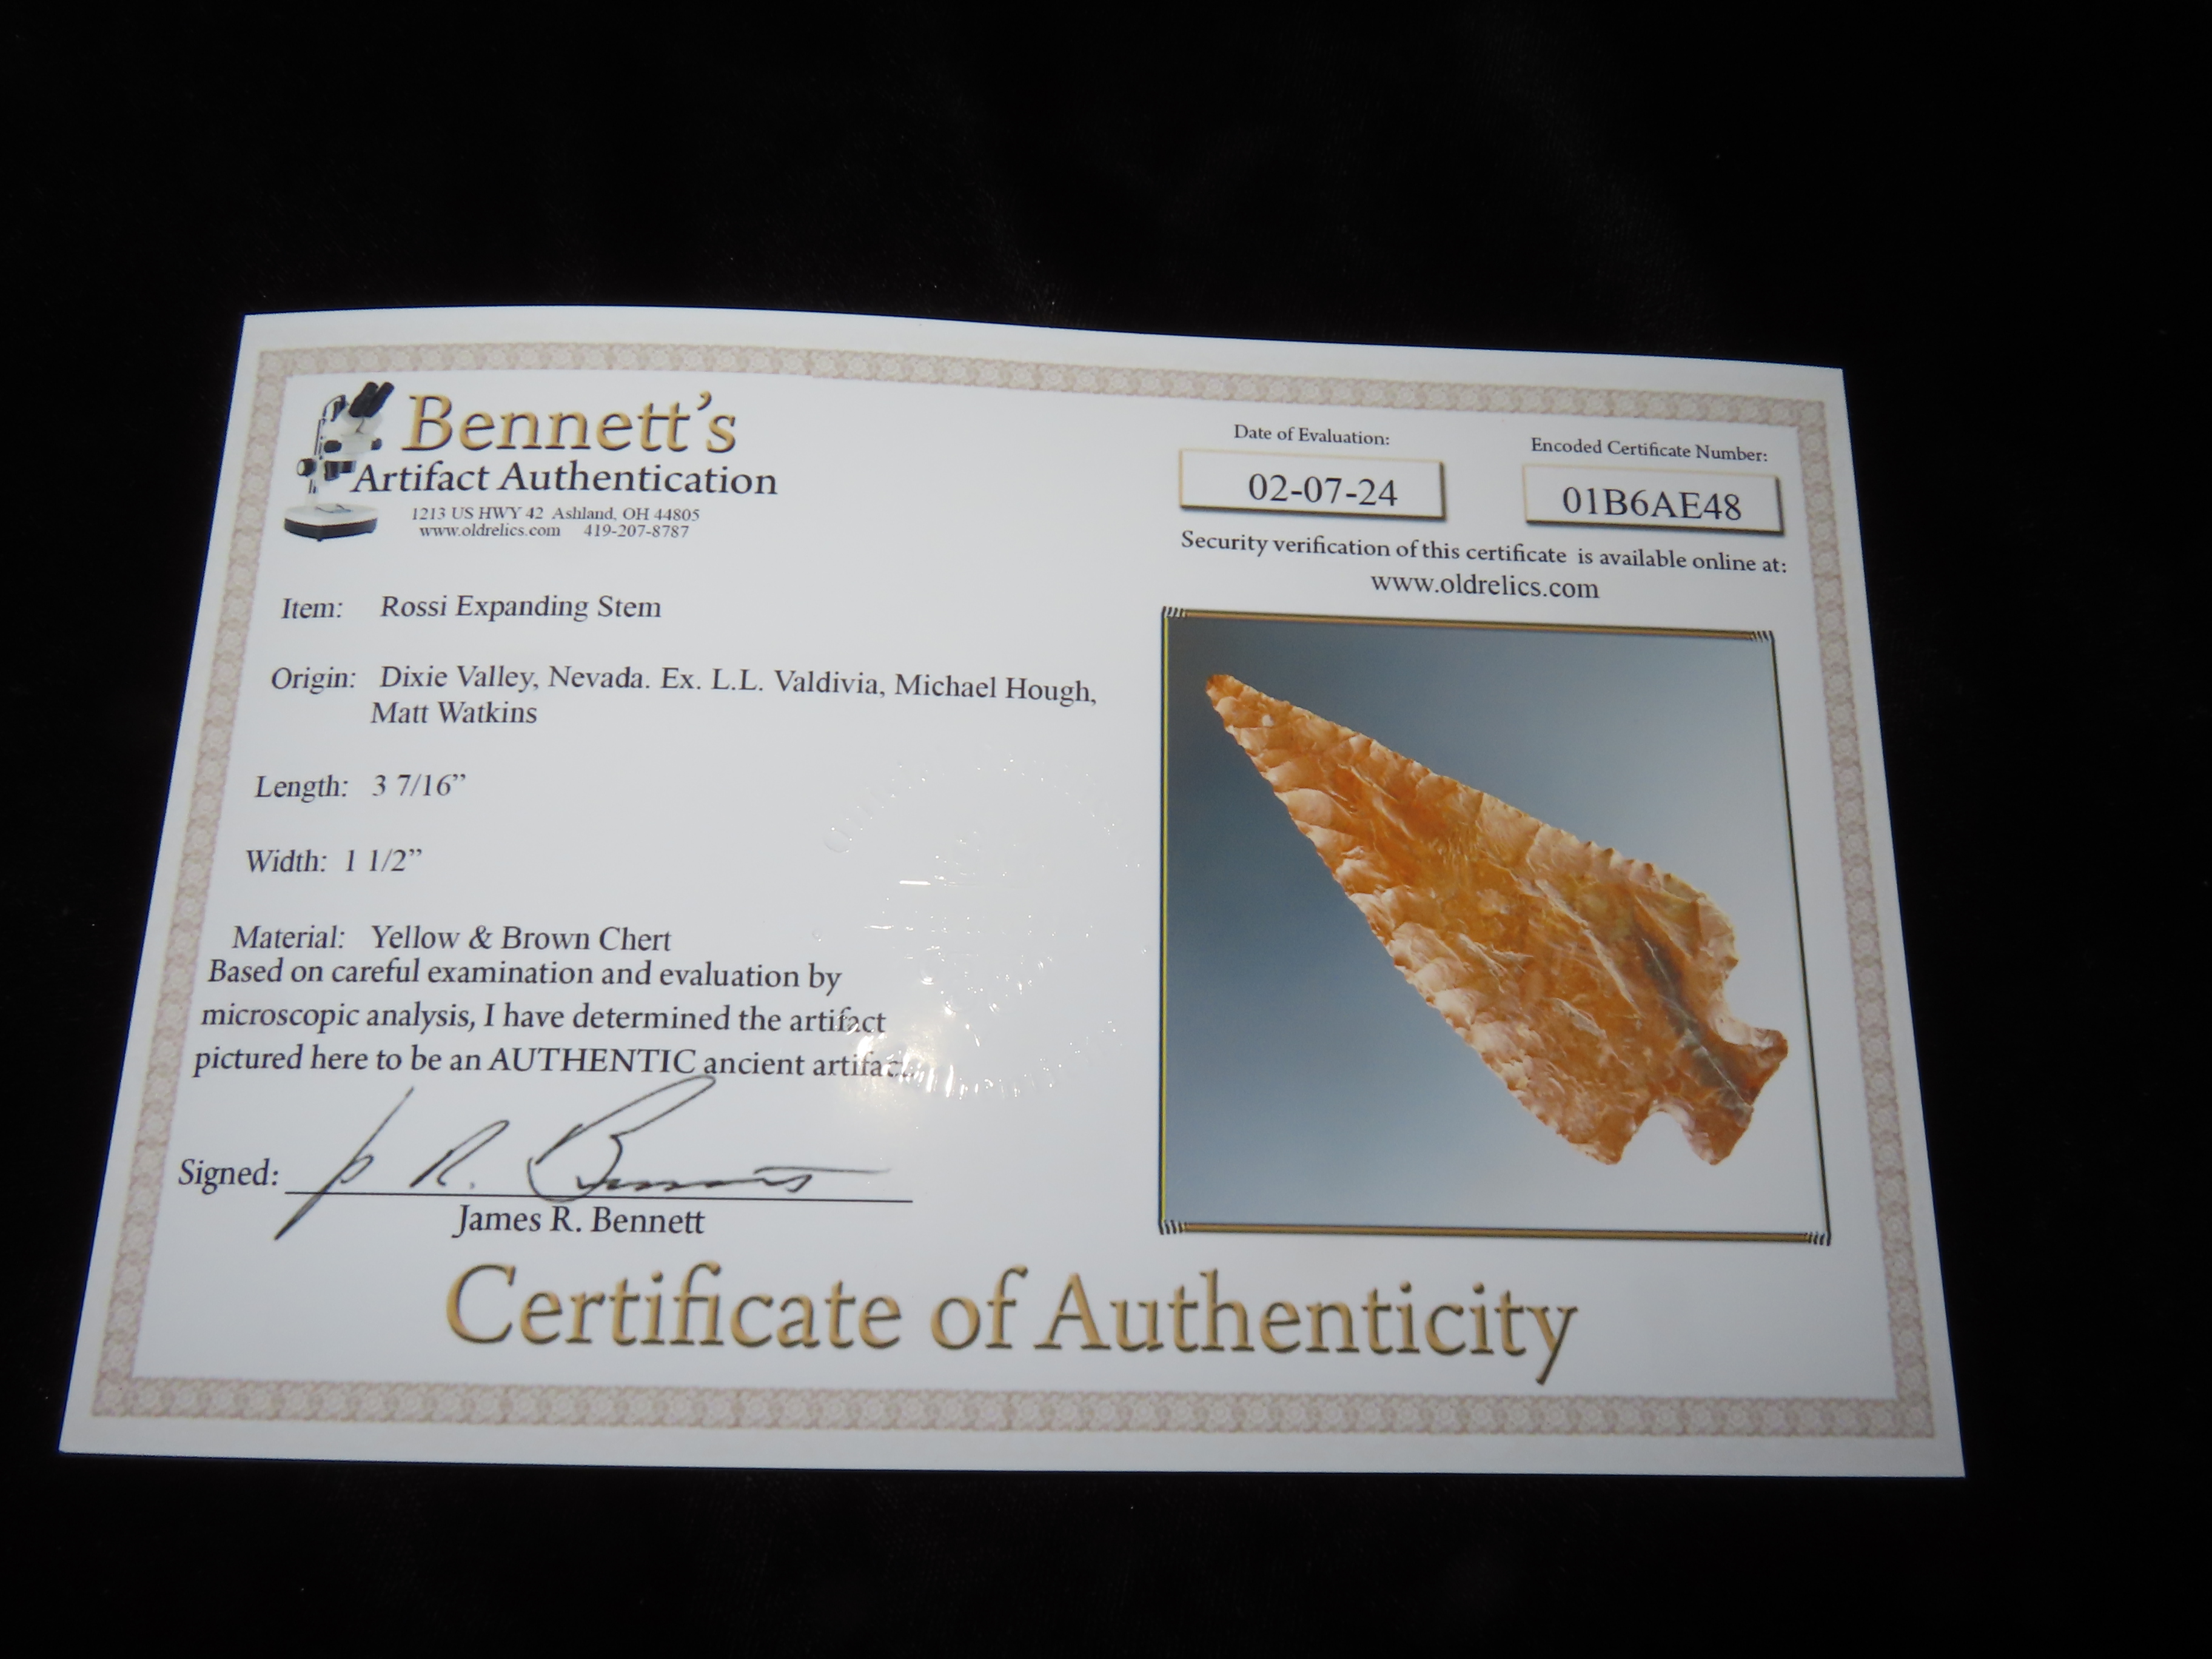 Bennett's
Artifact Authentication
1213 US HWY 42 Ashland, OH 44805
www.oldrelics.com 419-207-8787
Date of Evaluation:
02-07-24
Encoded Certificate Number:
01B6AE48
Security verification of this certificate is available online at:
www.oldrelics.com
Item: Rossi Expanding Stem
Origin: Dixie Valley, Nevada. Ex. L.L. Valdivia, Michael Hough,
Matt Watkins
Length: 3 7/16”
Width: 1 1/2”
Material: Yellow & Brown Chert
Based on careful examination and evaluation by
microscopic analysis, I have determined the artifact
pictured here to be an AUTHENTIC ancient artifact.
Signed:
James R. Bennett
Certificate of Authenticity